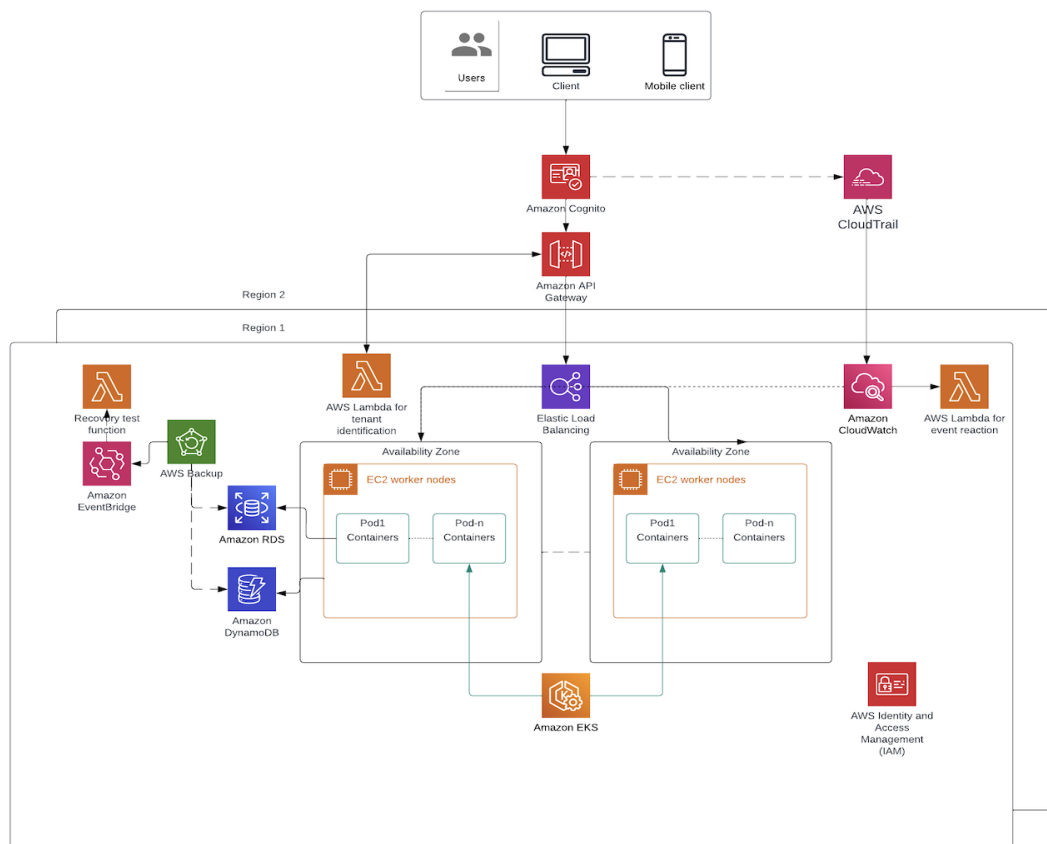 Users
Client
Mobile client
Amazon Cognito
AWS
CloudTrail
Amazon API
Gateway
Region 2
Region 1
Recovery test
function
AWS Lambda for
tenant
identification
Elastic Load
Balancing
Amazon
CloudWatch
AWS Lambda for
event reaction
AWS Backup
Amazon
EventBridge
Availability Zone
Availability Zone
EC2 worker nodes
EC2 worker nodes
Amazon RDS
Pod1
Containers
Pod-n
Containers
Pod1
Containers
Pod-n
Containers
Amazon
DynamoDB
Amazon EKS
AWS Identity and
Access
Management
(IAM)